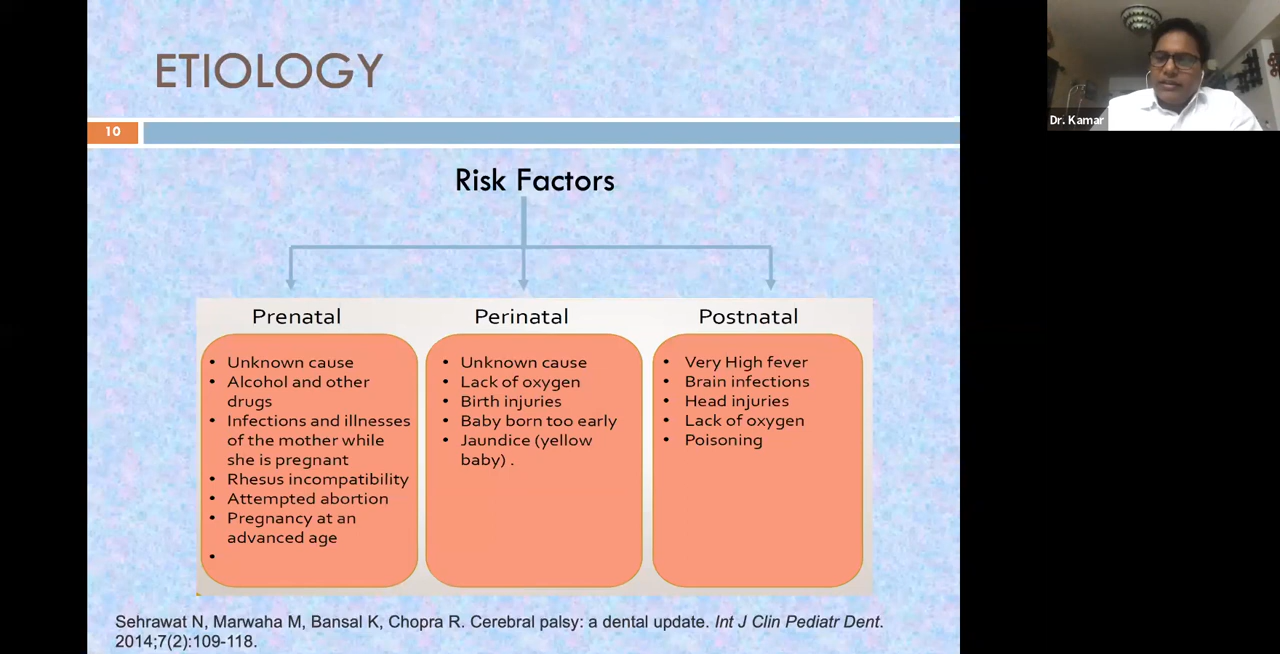 ETIOLOGY
10
Risk Factors
Prenatal
• Unknown cause
• Alcohol and other
drugs
• Infections and illnesses
of the mother while
she is pregnant
• Rhesus incompatibility
• Attempted abortion
• Pregnancy at an
advanced age
•
Perinatal
• Unknown cause
• Lack of oxygen
• Birth injuries
• Baby born too early
• Jaundice (yellow
baby) .
Postnatal
• Very High fever
• Brain infections
• Head injuries
• Lack of oxygen
• Poisoning
Sehrawat N, Marwaha M, Bansal K, Chopra R. Cerebral palsy: a dental update. Int J Clin Pediatr Dent.
2014;7(2):109-118.
Dr. Kamar